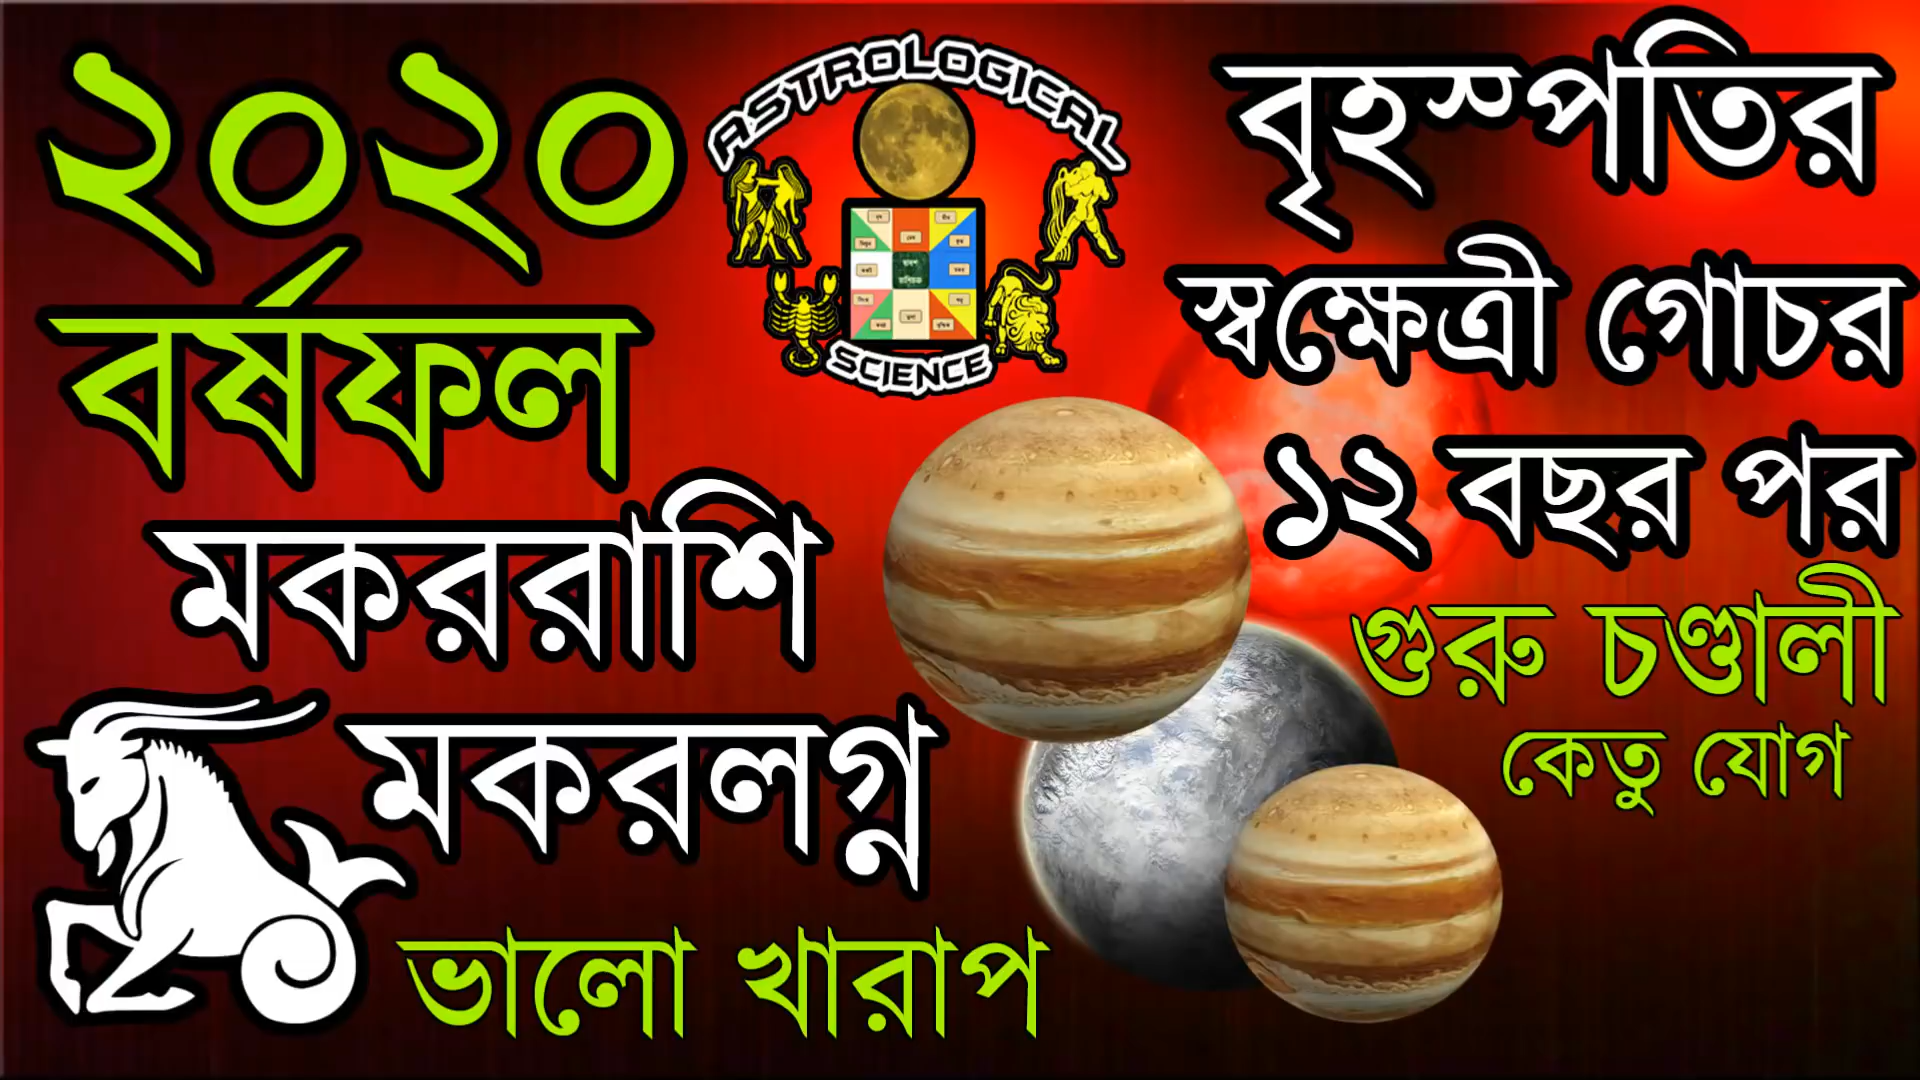 ২০২০
বর্ষফল
মকররাশি
মকরলগ্ন
ভালো খারাপ
ASTROLOGICAL
SCIENCE
বৃহস্পতির
স্বক্ষেত্রী গোচর
১২ বছর পর
গুরু চণ্ডালী
কেতু যোগ